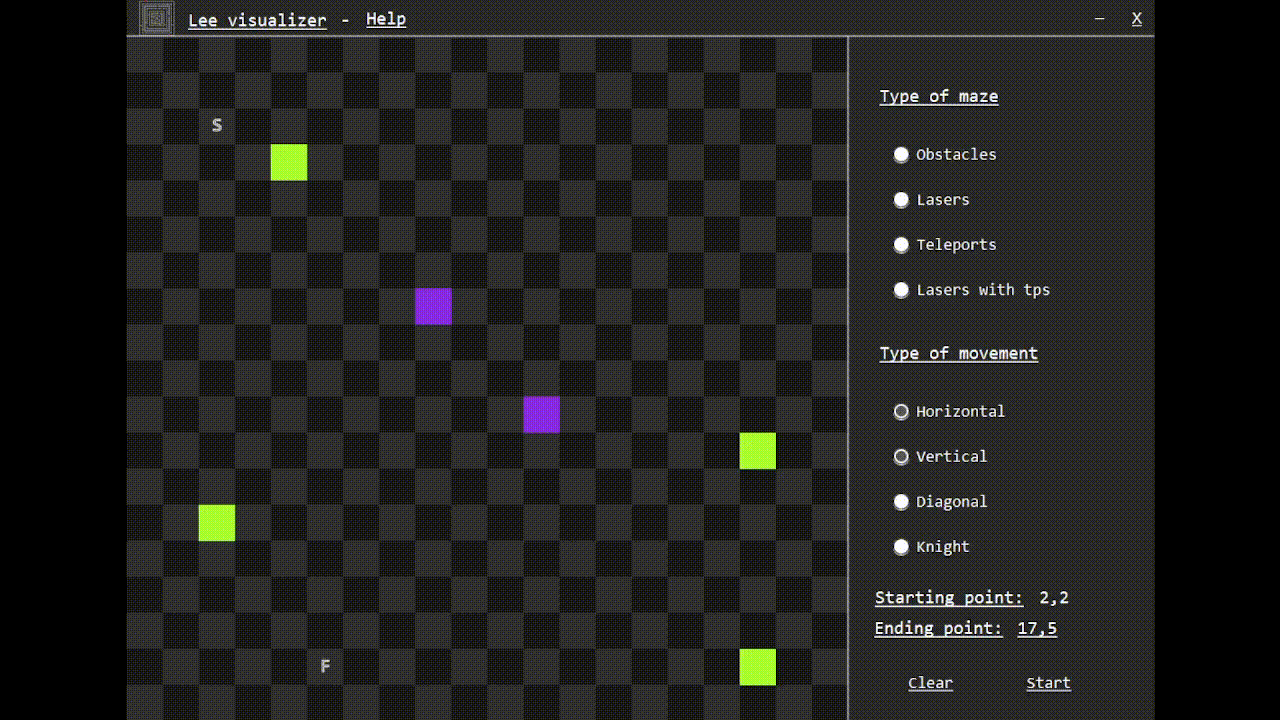 Lee visualizer - Help – X
Type of maze
S
Obstacles
Lasers
Teleports
Lasers with tps
Type of movement
Horizontal
Vertical
Diagonal
Knight
Starting point: 2,2
Ending point: 17,5
F
Clear Start